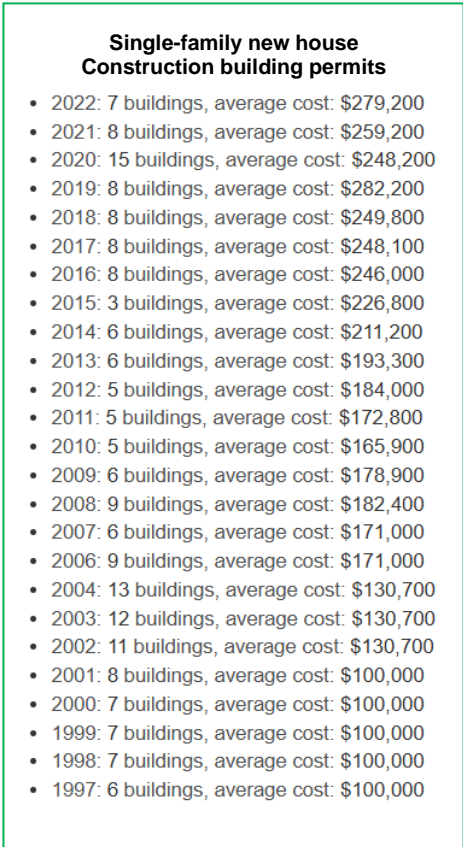 Single-family new house
Construction building permits
• 2022: 7 buildings, average cost: $279,200
• 2021: 8 buildings, average cost: $259,200
• 2020: 15 buildings, average cost: $248,200
• 2019: 8 buildings, average cost: $282,200
• 2018: 8 buildings, average cost: $249,800
• 2017: 8 buildings, average cost: $248,100
• 2016: 8 buildings, average cost: $246,000
• 2015: 3 buildings, average cost: $226,800
• 2014: 6 buildings, average cost: $211,200
• 2013: 6 buildings, average cost: $193,300
• 2012: 5 buildings, average cost: $184,000
• 2011: 5 buildings, average cost: $172,800
• 2010: 5 buildings, average cost: $165,900
• 2009: 6 buildings, average cost: $178,900
• 2008: 9 buildings, average cost: $182,400
• 2007: 6 buildings, average cost: $171,000
• 2006: 9 buildings, average cost: $171,000
• 2004: 13 buildings, average cost: $130,700
• 2003: 12 buildings, average cost: $130,700
• 2002: 11 buildings, average cost: $130,700
• 2001: 8 buildings, average cost: $100,000
• 2000: 7 buildings, average cost: $100,000
• 1999: 7 buildings, average cost: $100,000
• 1998: 7 buildings, average cost: $100,000
• 1997: 6 buildings, average cost: $100,000